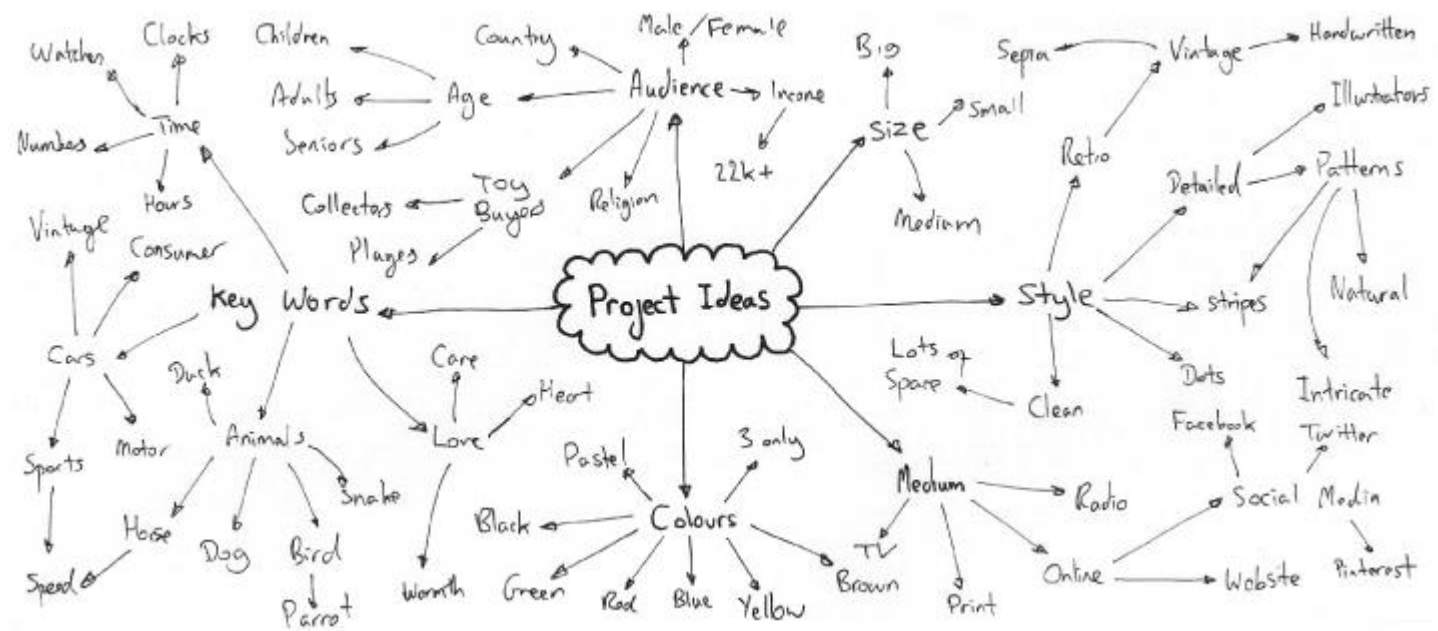 Project Ideas
Audience
Male/Female
Country
Income
22k+
Age
Children
Adults
Seniors
Religion
Toy
Buyers
Collectors
Players
Size
Big
Small
Medium
Style
Retro
Vintage
Sepia
Handwritten
Detailed
Illustrators
Patterns
Stripes
Natural
Intricate
Dots
Clean
Lots of
Space
Medium
Radio
TV
Print
Online
Website
Social Media
Facebook
Twitter
Pinterest
Colours
3 only
Pastel
Black
Green
Red
Blue
Yellow
Brown
Key Words
Time
Clocks
Watches
Numbers
Hours
Cars
Vintage
Consumer
Motor
Sports
Speed
Animals
Duck
Horse
Dog
Bird
Parrot
Snake
Love
Care
Heart
Warmth